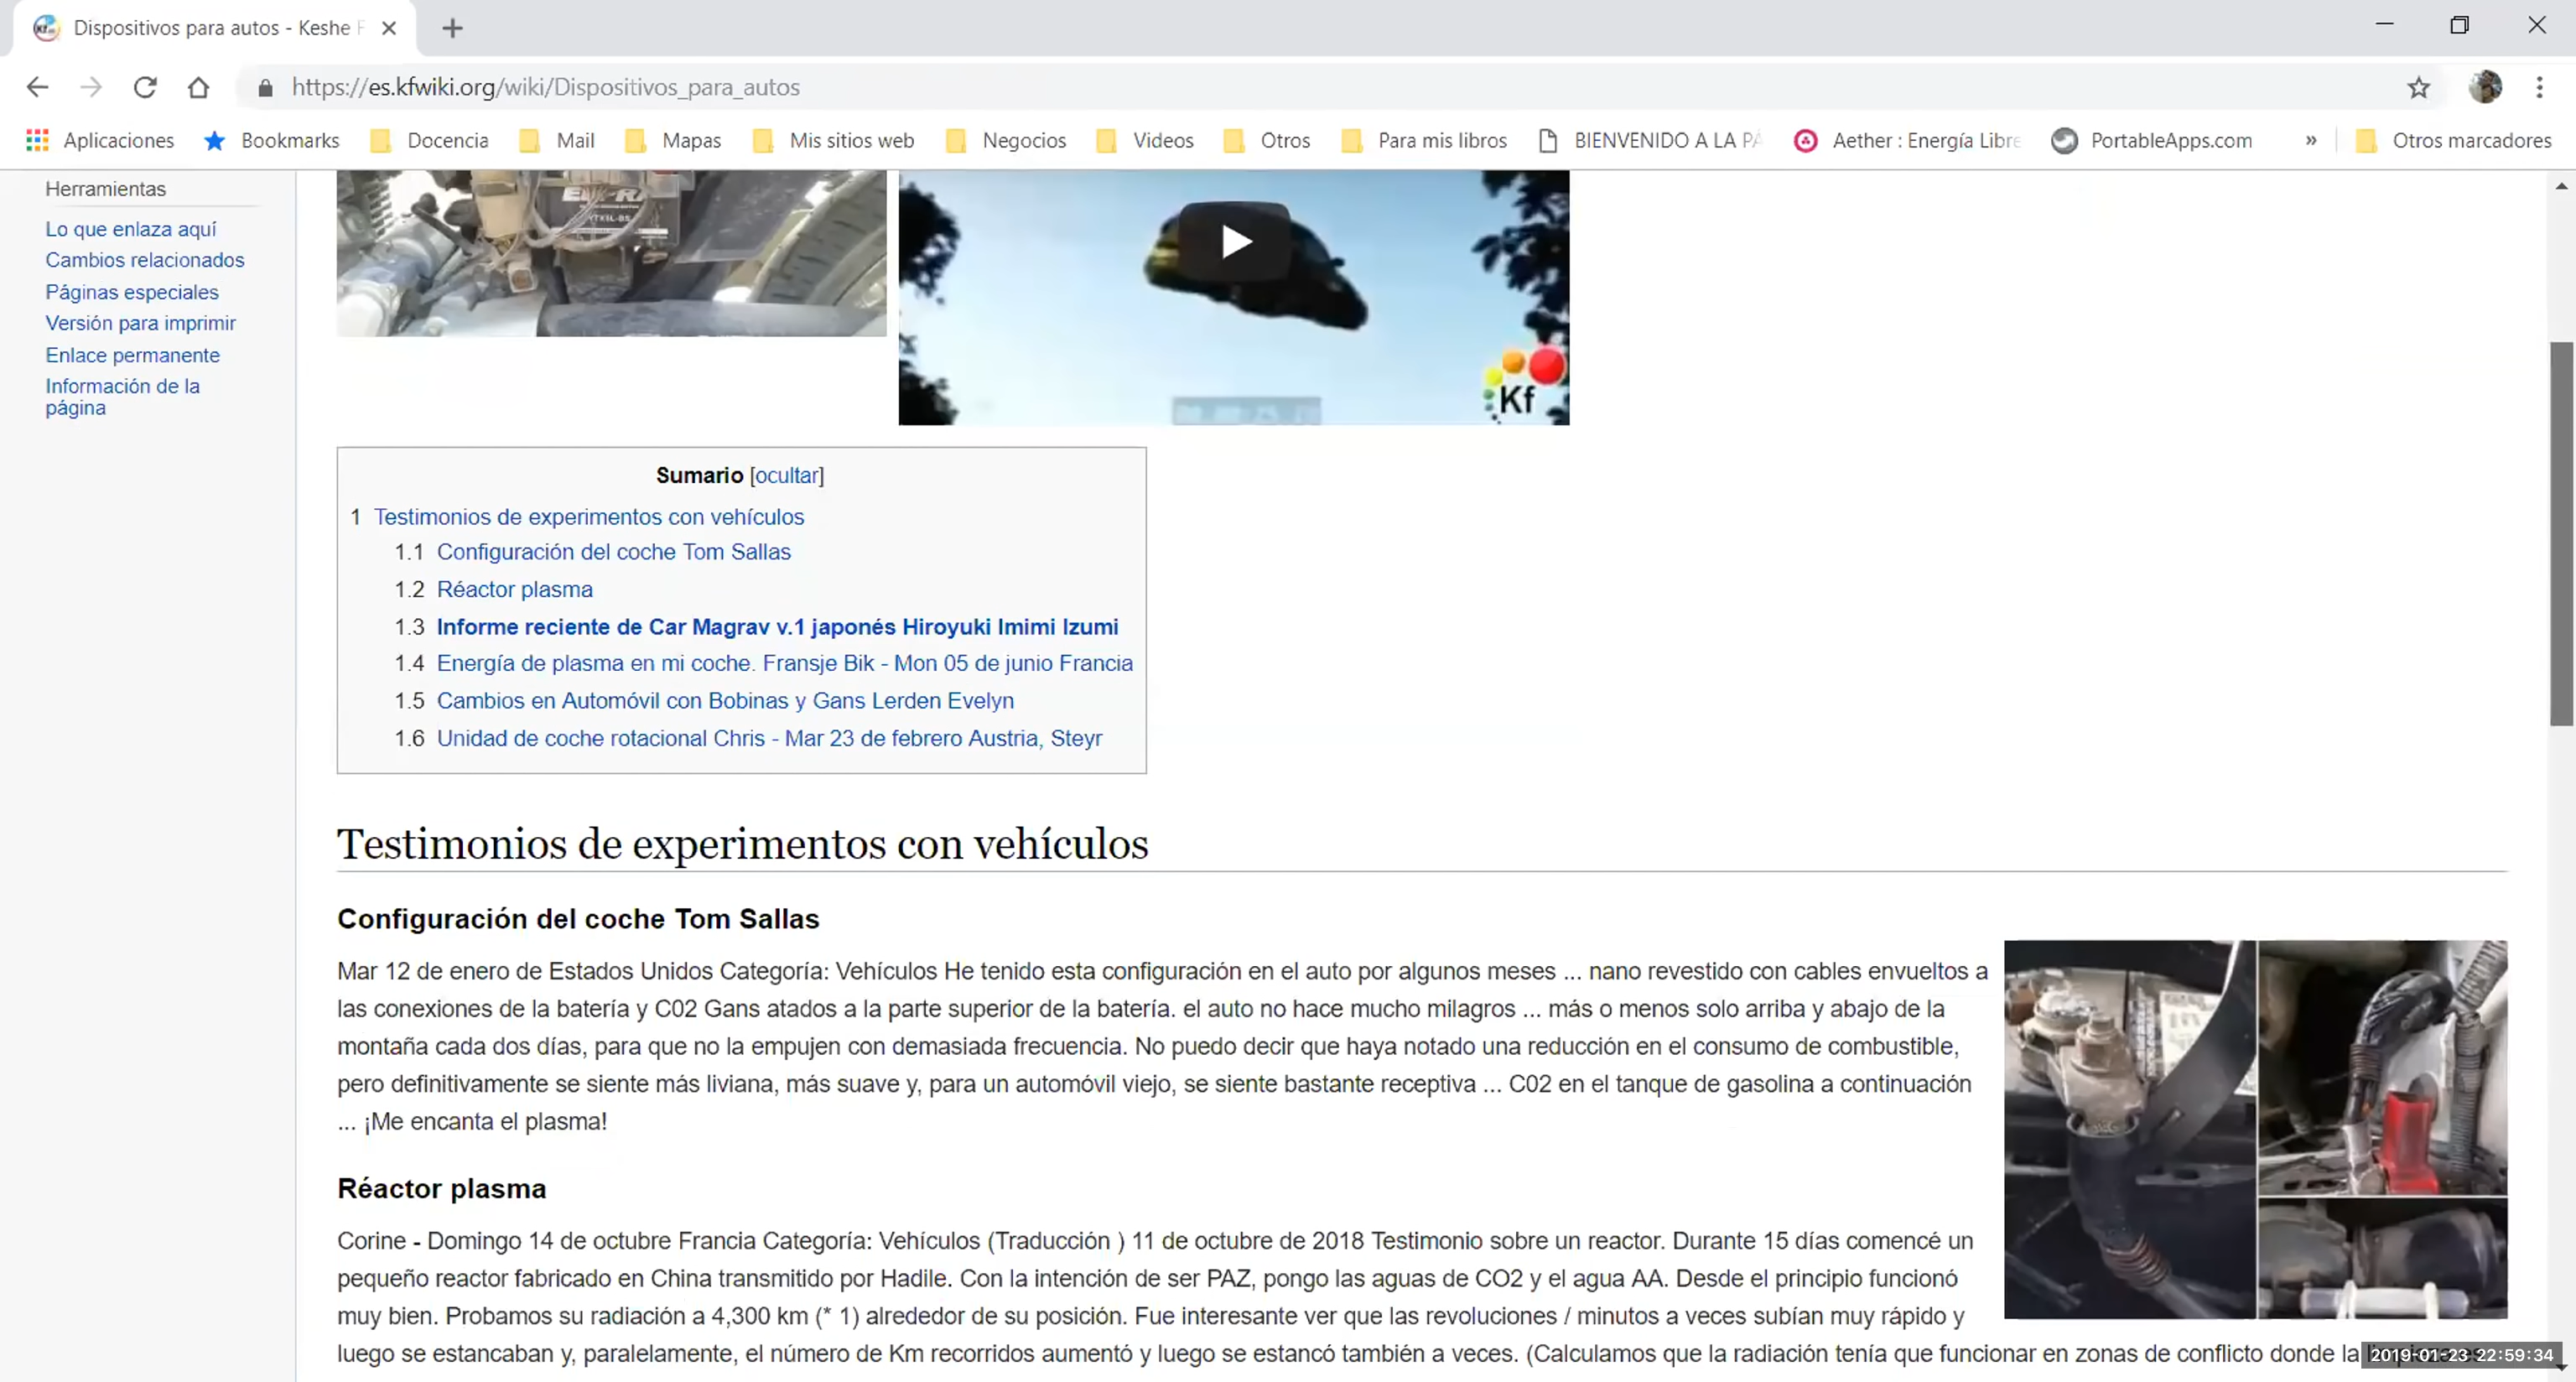 Dispositivos para autos - Keshe F
https://es.kfwiki.org/wiki/Dispositivos_para_autos
Aplicaciones Bookmarks Docencia Mail Mapas Mis sitios web Negocios Videos Otros Para mis libros BIENVENIDO A LA PÁ Aether : Energía Libre PortableApps.com » Otros marcadores
Herramientas
Lo que enlaza aquí
Cambios relacionados
Páginas especiales
Versión para imprimir
Enlace permanente
Información de la
página
Kf
Sumario [ocultar]
1 Testimonios de experimentos con vehículos
1.1 Configuración del coche Tom Sallas
1.2 Réactor plasma
1.3 Informe reciente de Car Magrav v.1 japonés Hiroyuki Imimi Izumi
1.4 Energía de plasma en mi coche. Fransje Bik - Mon 05 de junio Francia
1.5 Cambios en Automóvil con Bobinas y Gans Lerden Evelyn
1.6 Unidad de coche rotacional Chris - Mar 23 de febrero Austria, Steyr
Testimonios de experimentos con vehículos
Configuración del coche Tom Sallas
Mar 12 de enero de Estados Unidos Categoría: Vehículos He tenido esta configuración en el auto por algunos meses ... nano revestido con cables envueltos a
las conexiones de la batería y C02 Gans atados a la parte superior de la batería. el auto no hace mucho milagros ... más o menos solo arriba y abajo de la
montaña cada dos días, para que no la empujen con demasiada frecuencia. No puedo decir que haya notado una reducción en el consumo de combustible,
pero definitivamente se siente más liviana, más suave y, para un automóvil viejo, se siente bastante receptiva ... C02 en el tanque de gasolina a continuación
... ¡Me encanta el plasma!
Réactor plasma
Corine - Domingo 14 de octubre Francia Categoría: Vehículos (Traducción ) 11 de octubre de 2018 Testimonio sobre un reactor. Durante 15 días comencé un
pequeño reactor fabricado en China transmitido por Hadile. Con la intención de ser PAZ, pongo las aguas de CO2 y el agua AA. Desde el principio funcionó
muy bien. Probamos su radiación a 4,300 km (* 1) alrededor de su posición. Fue interesante ver que las revoluciones / minutos a veces subían muy rápido y
luego se estancaban y, paralelamente, el número de Km recorridos aumentó y luego se estancó también a veces. (Calculamos que la radiación tenía que funcionar en zonas de conflicto donde la
2019-01-23 22:59:34